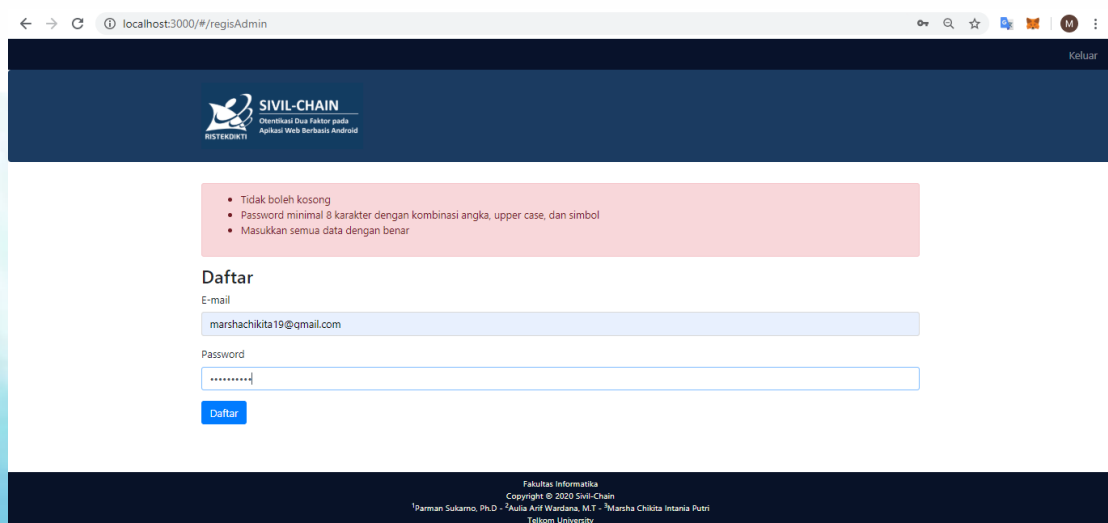 localhost:3000/#/regisAdmin
M
Keluar
SIVIL-CHAIN
Otentikasi Dua Faktor pada
Apikasi Web Berbasis Android
RISTEKDIKTI
Tidak boleh kosong
Password minimal 8 karakter dengan kombinasi angka, upper case, dan simbol
Masukkan semua data dengan benar
Daftar
E-mail
marshachikita19@gmail.com
Password
••••••••••
Daftar
Fakultas Informatika
Copyright © 2020 Sivil-Chain
1Parman Sukarno, Ph.D - 2Aulia Arif Wardana, M.T - 3Marsha Chikita Intania Putri
Telkom University